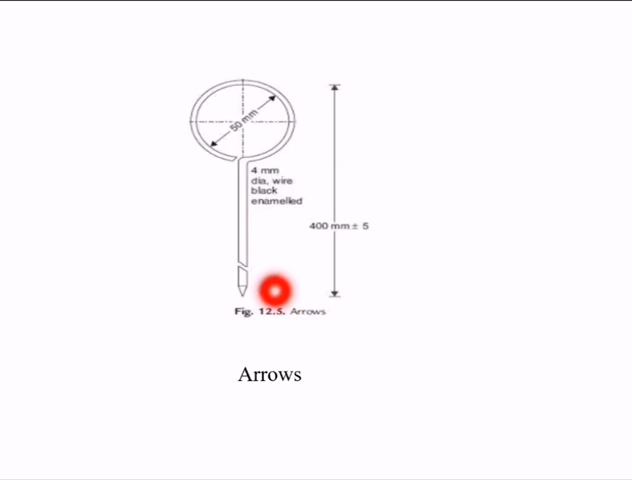 50 mm
4 mm
dia, wire
black
enamelled
400 mm ± 5
Fig. 12.5. Arrows
Arrows